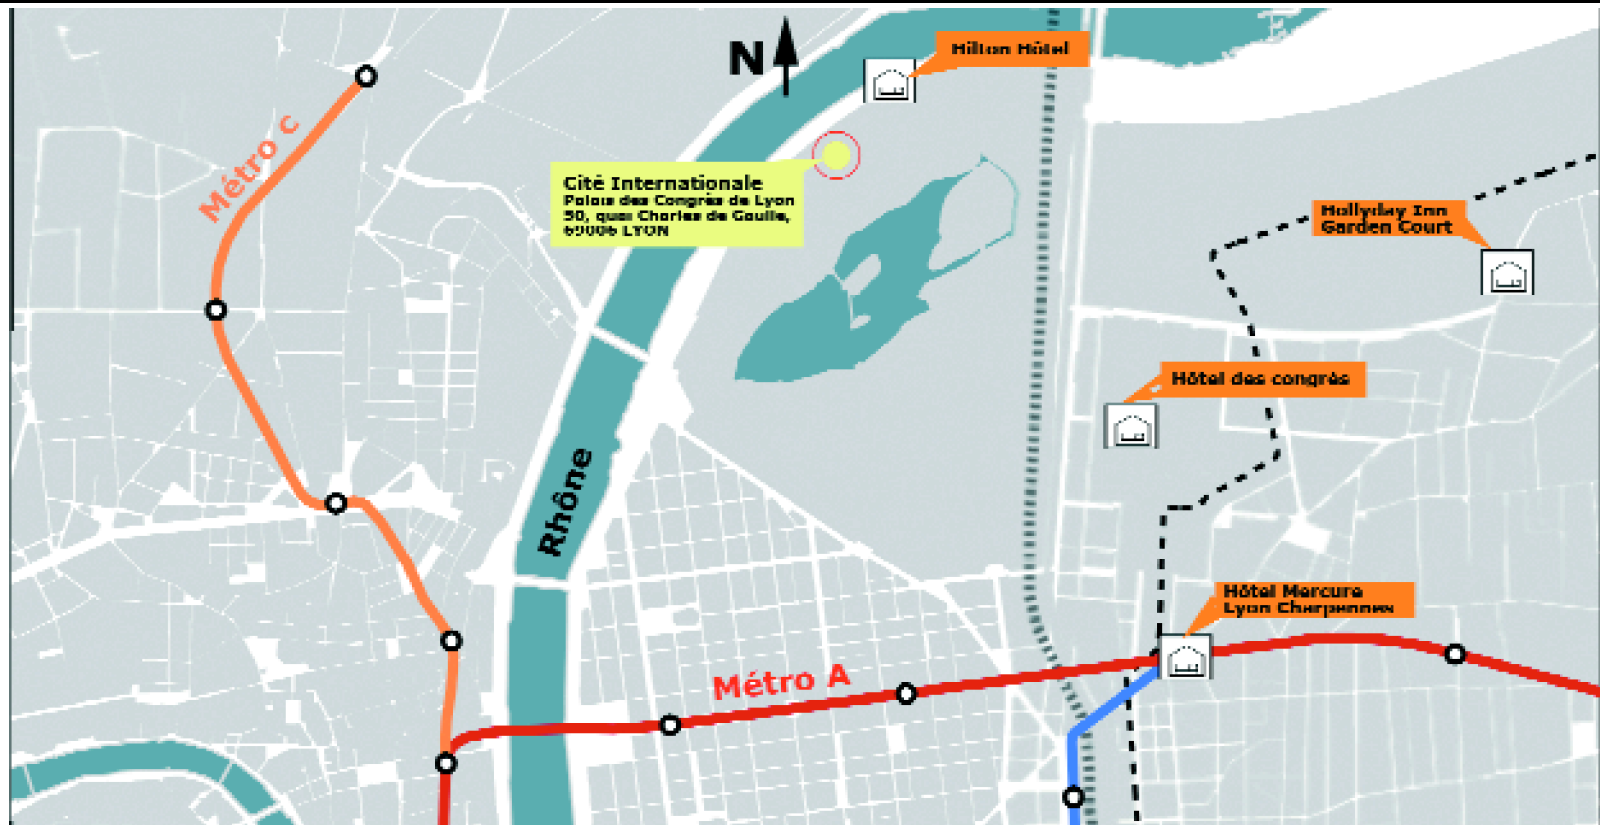 N
Hilton Hôtel
Métro c
Cité Internationale
Palais des Congrès de Lyon
50, quai Charles de Gaulle,
69006 LYON
Hollyday Inn
Garden Court
Hôtel des congrès
Rhône
Hôtel Mercure
Lyon Charpennes
Métro A